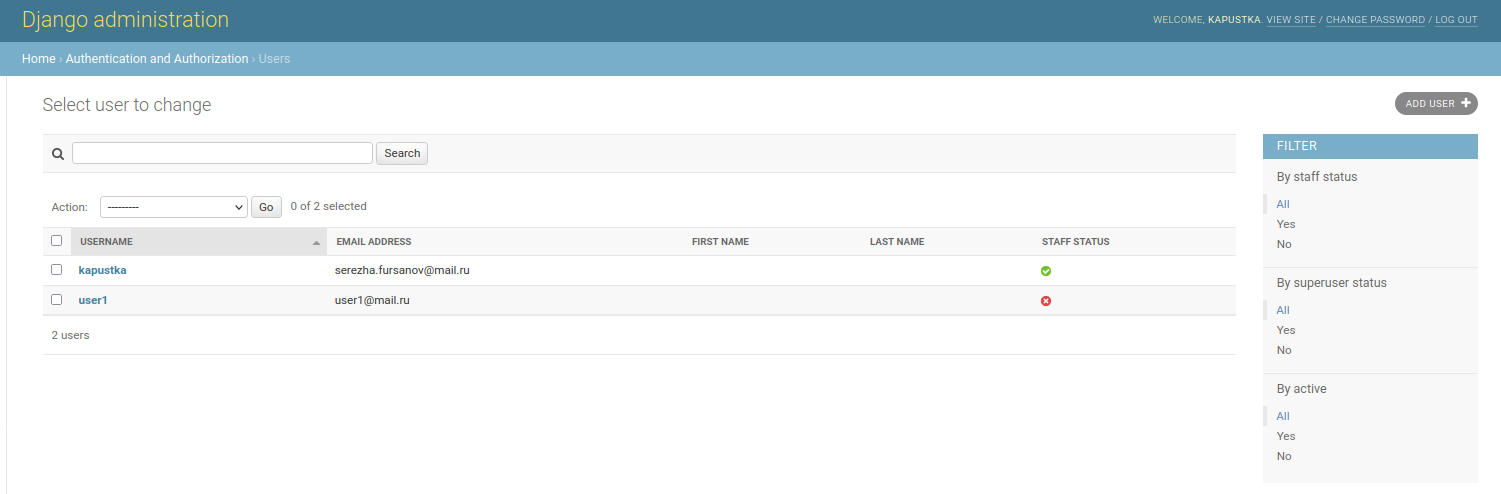 Django administration
WELCOME, KAPUSTKA. VIEW SITE / CHANGE PASSWORD / LOG OUT
Home › Authentication and Authorization › Users
Select user to change
ADD USER
Search
Action: --------- Go 0 of 2 selected
USERNAME EMAIL ADDRESS FIRST NAME LAST NAME STAFF STATUS
kapustka serezha.fursanov@mail.ru
user1 user1@mail.ru
2 users
FILTER
By staff status
All
Yes
No
By superuser status
All
Yes
No
By active
All
Yes
No